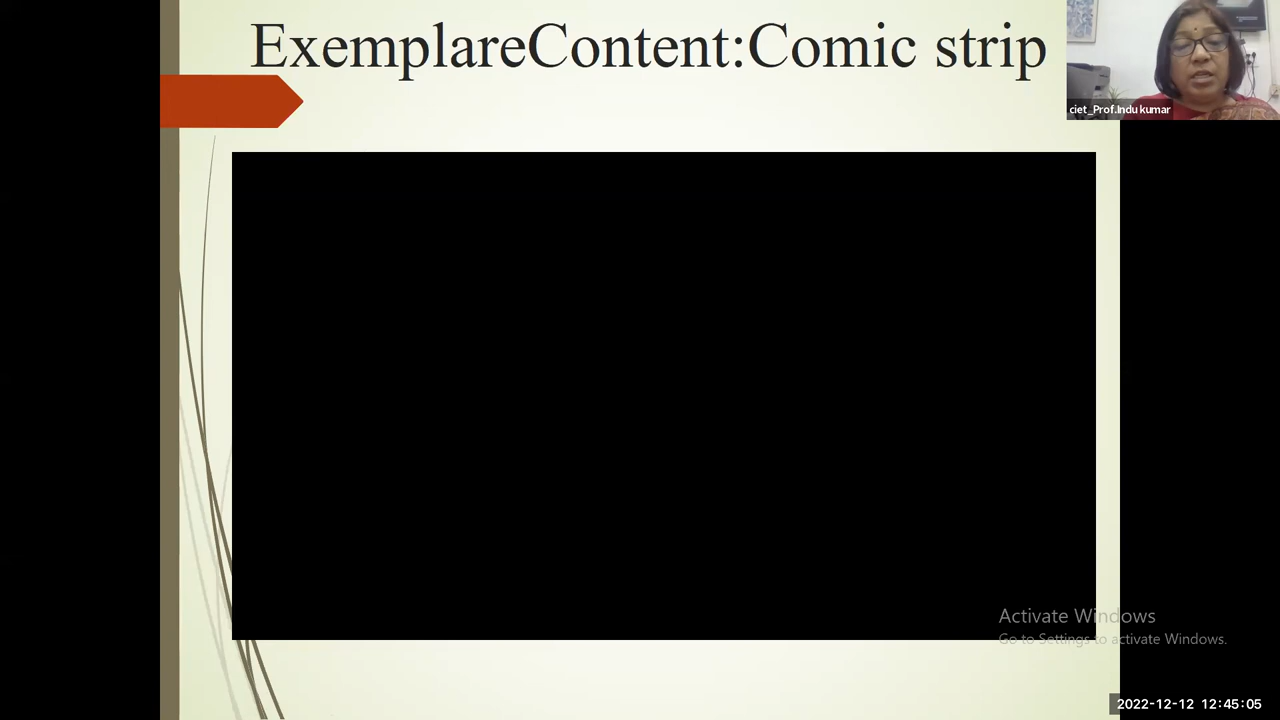 ExemplareContent:Comic strip
ciet_Prof.Indu kumar
Activate Windows
Go to Settings to activate Windows.
2022-12-12 12:45:05